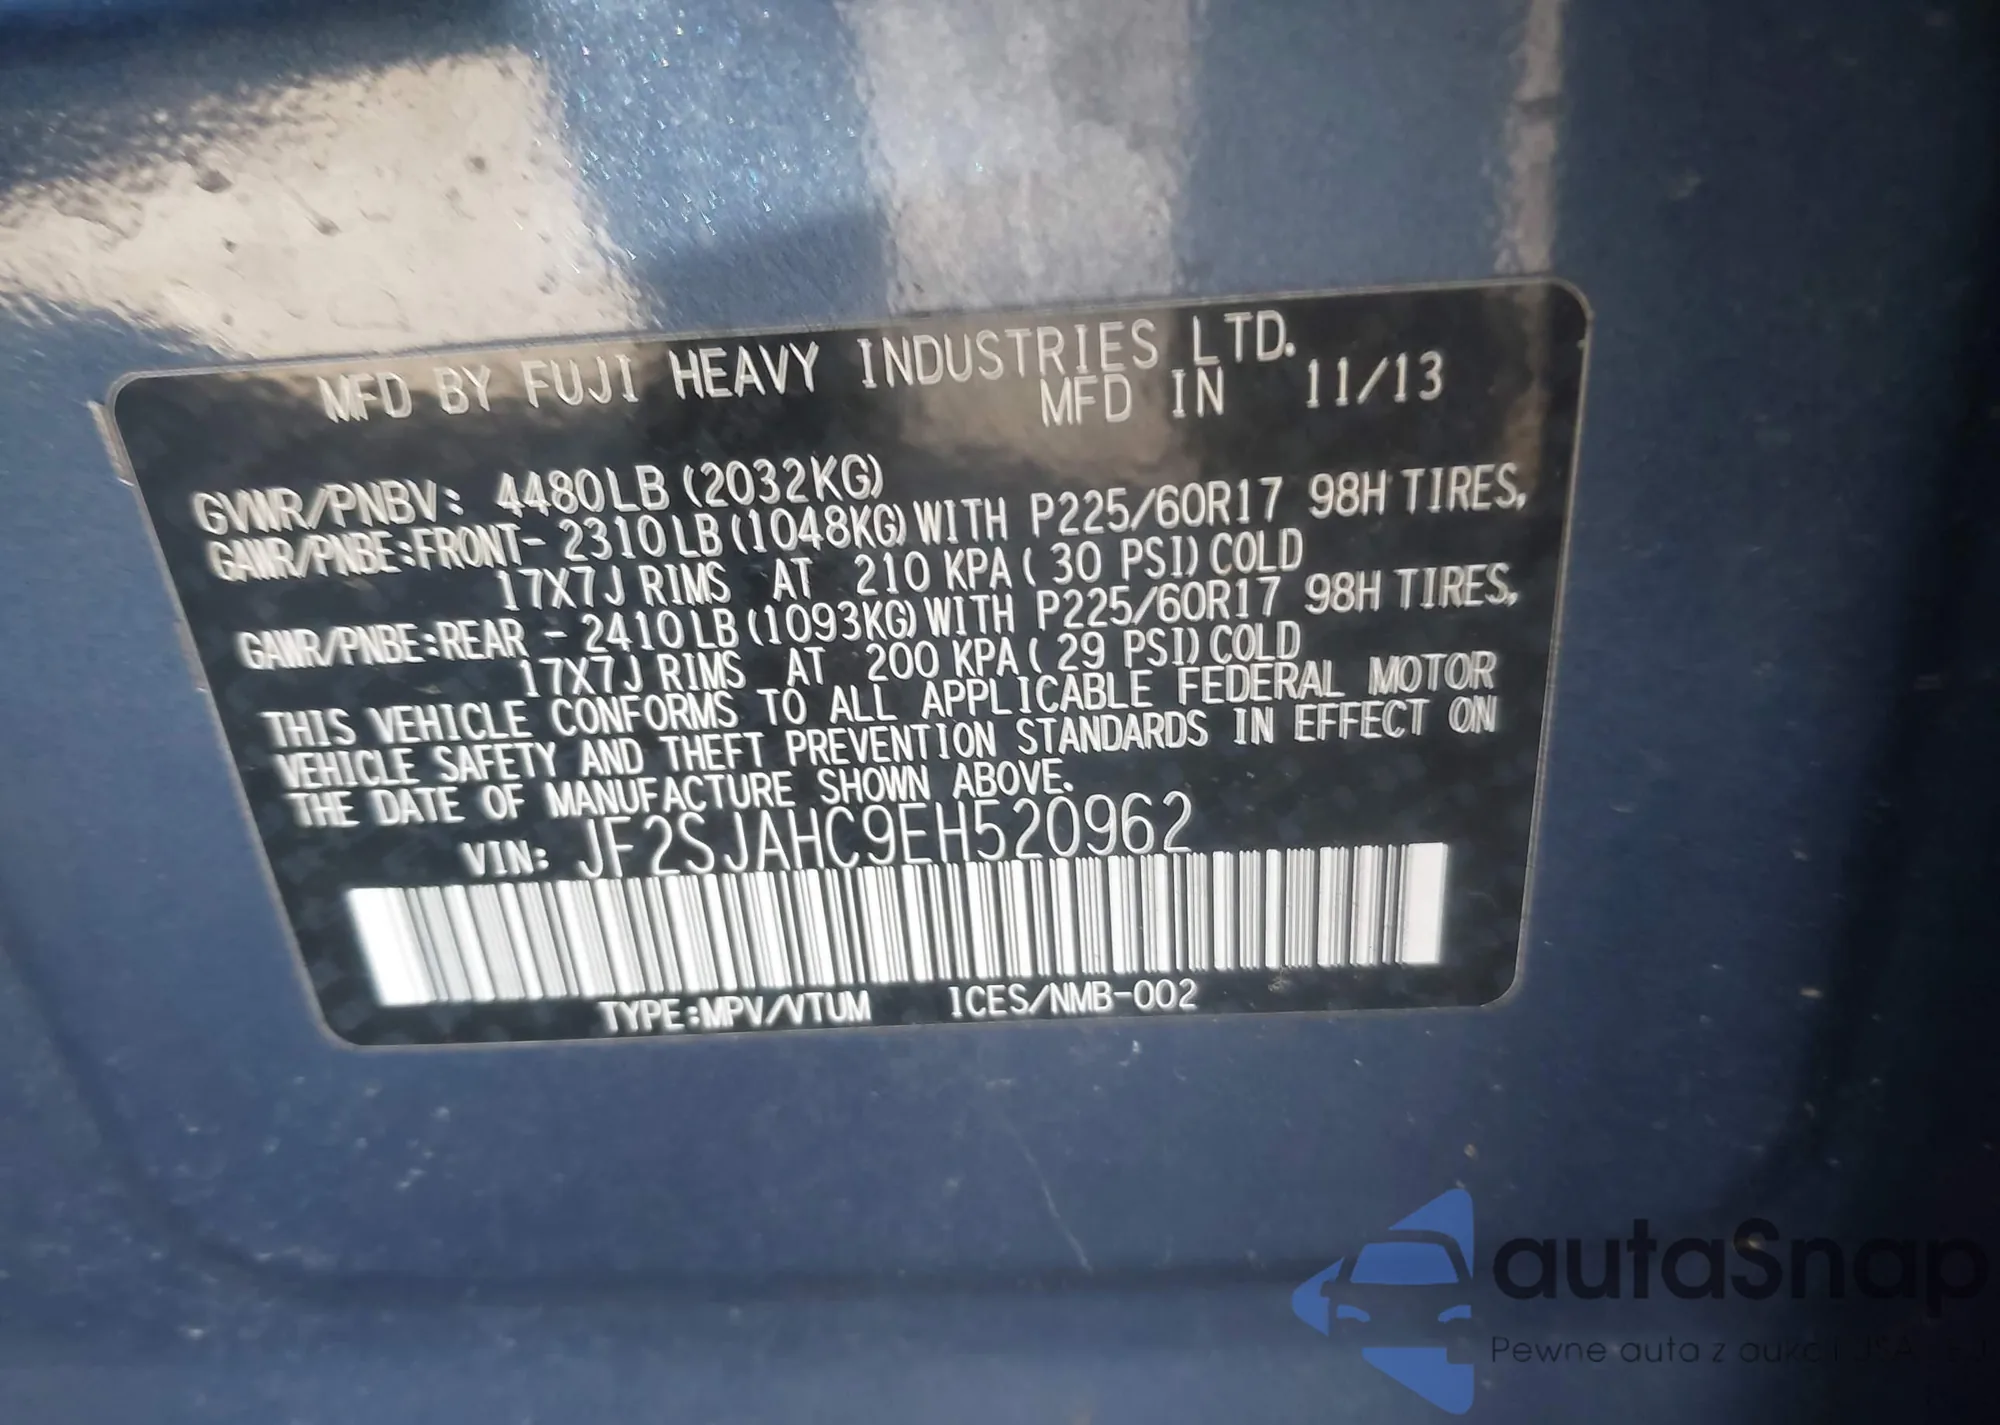 MFD BY FUJI HEAVY INDUSTRIES LTD.
MFD IN 11/13
GVWR/PNBV: 4480LB (2032KG)
GAWR/PNBE:FRONT- 2310LB (1048KG) WITH P225/60R17 98H TIRES,
17X7J RIMS AT 210 KPA ( 30 PSI) COLD
GAWR/PNBE:REAR - 2410LB (1093KG) WITH P225/60R17 98H TIRES,
17X7J RIMS AT 200 KPA ( 29 PSI) COLD
THIS VEHICLE CONFORMS TO ALL APPLICABLE FEDERAL MOTOR
VEHICLE SAFETY AND THEFT PREVENTION STANDARDS IN EFFECT ON
THE DATE OF MANUFACTURE SHOWN ABOVE.
VIN: JF2SJAHC9EH520962
TYPE:MPV/VTUM ICES/NMB-002
autaSnap
Pewne auta z aukcji USA